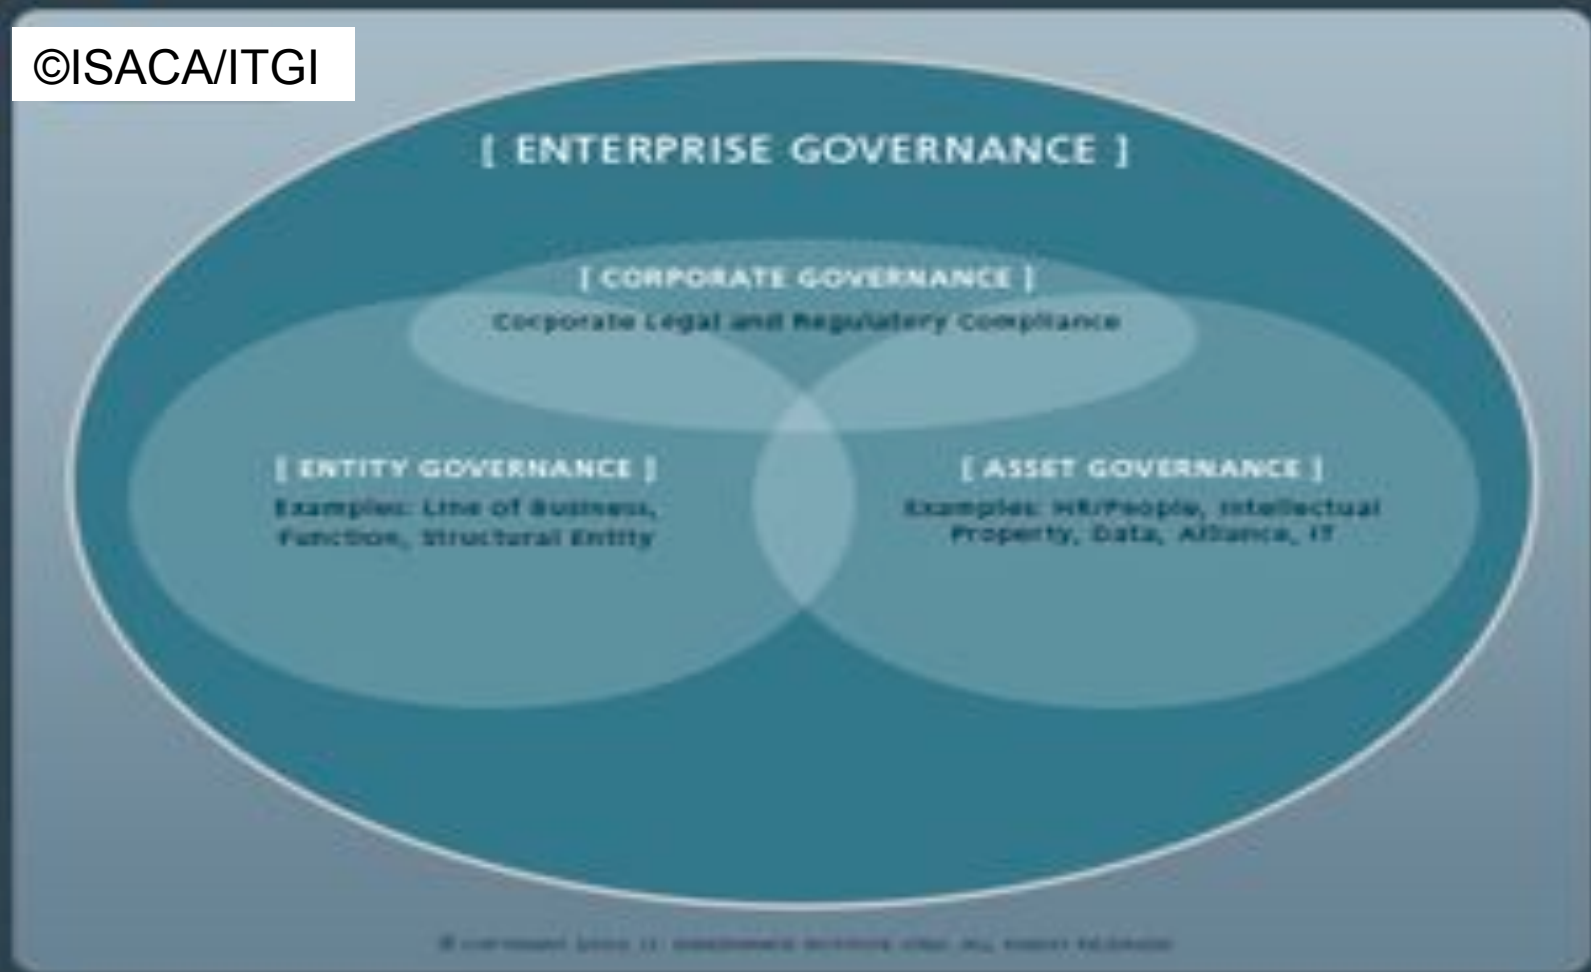 ©ISACA/ITGI
[ ENTERPRISE GOVERNANCE ]
[ CORPORATE GOVERNANCE ]
Corporate Legal and Regulatory Compliance
[ ENTITY GOVERNANCE ]
Examples: Line of Business,
Function, Structural Entity
[ ASSET GOVERNANCE ]
Examples: HR/People, Intellectual
Property, Data, Alliance, IT